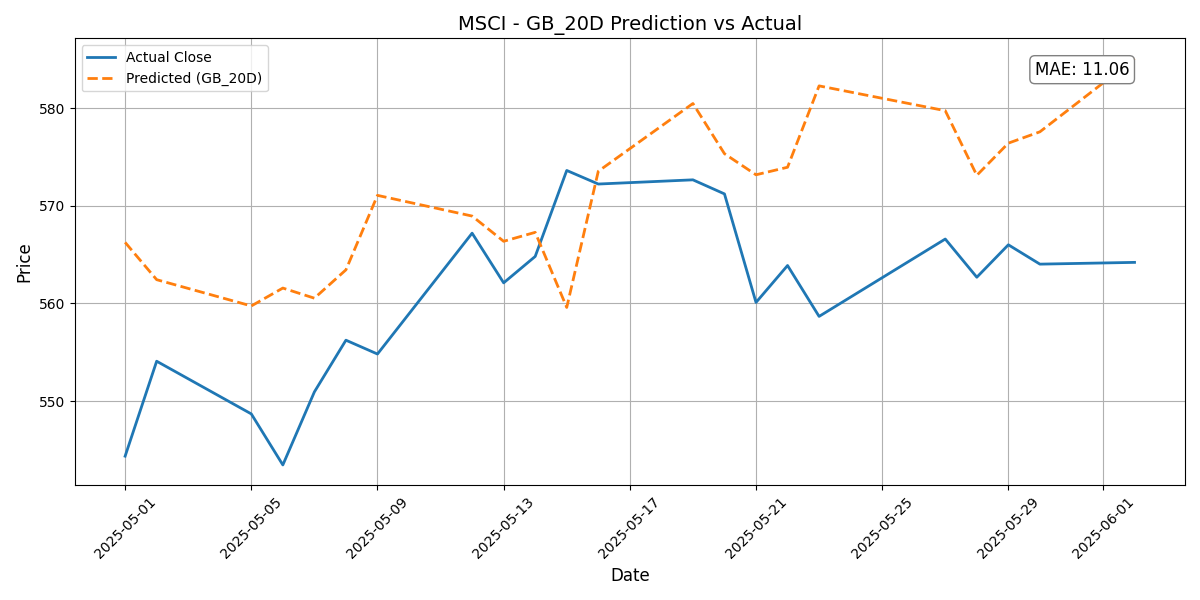 MSCI - GB_20D Prediction vs Actual
Actual Close
Predicted (GB_20D)
MAE: 11.06
Price
580
570
560
550
2025-05-01
2025-05-05
2025-05-09
2025-05-13
2025-05-17
2025-05-21
2025-05-25
2025-05-29
2025-06-01
Date